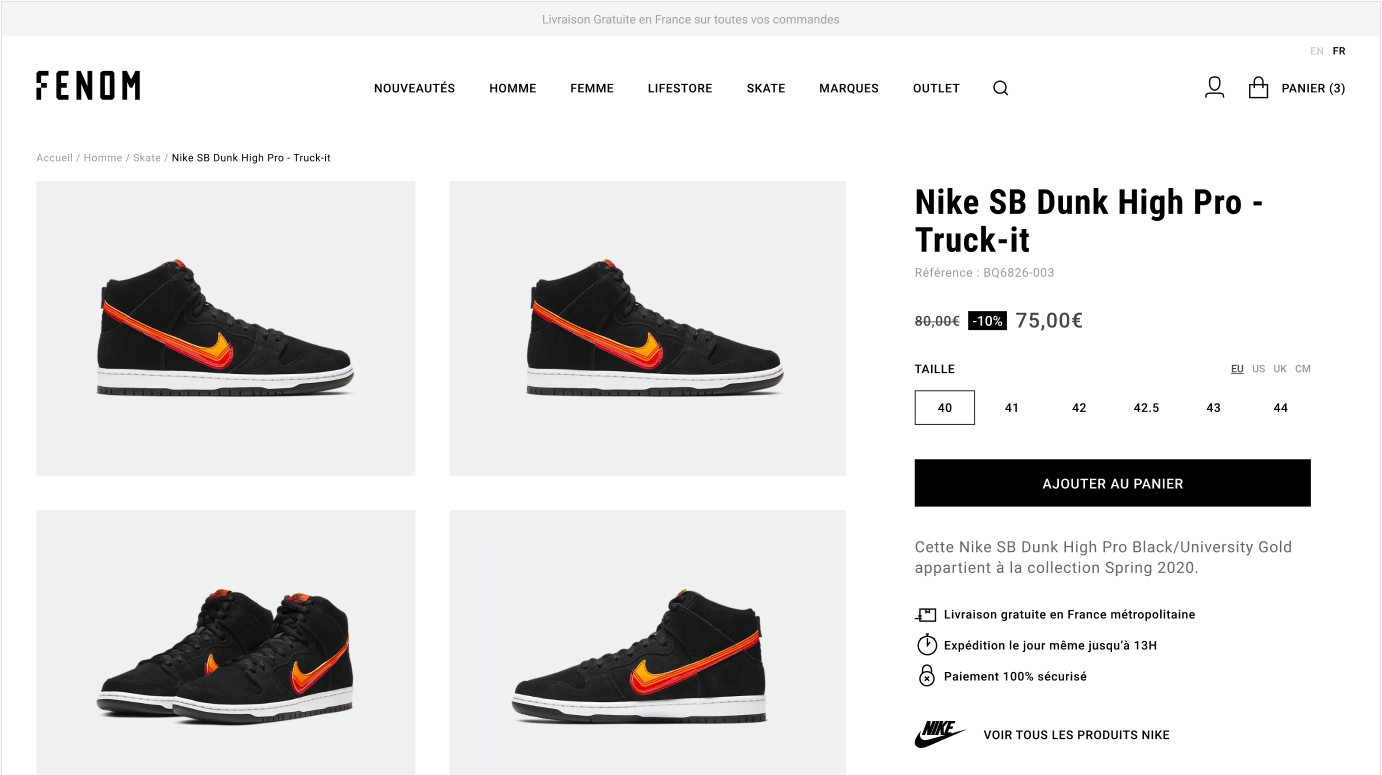 Livraison Gratuite en France sur toutes vos commandes
EN FR
FENOM
NOUVEAUTÉS HOMME FEMME LIFESTORE SKATE MARQUES OUTLET
PANIER (3)
Accueil / Homme / Skate / Nike SB Dunk High Pro - Truck-it
Nike SB Dunk High Pro -
Truck-it
Référence : BQ6826-003
80,00€ -10% 75,00€
TAILLE
EU US UK CM
40 41 42 42.5 43 44
AJOUTER AU PANIER
Cette Nike SB Dunk High Pro Black/University Gold
appartient à la collection Spring 2020.
Livraison gratuite en France métropolitaine
Expédition le jour même jusqu’à 13H
Paiement 100% sécurisé
NIKE
VOIR TOUS LES PRODUITS NIKE